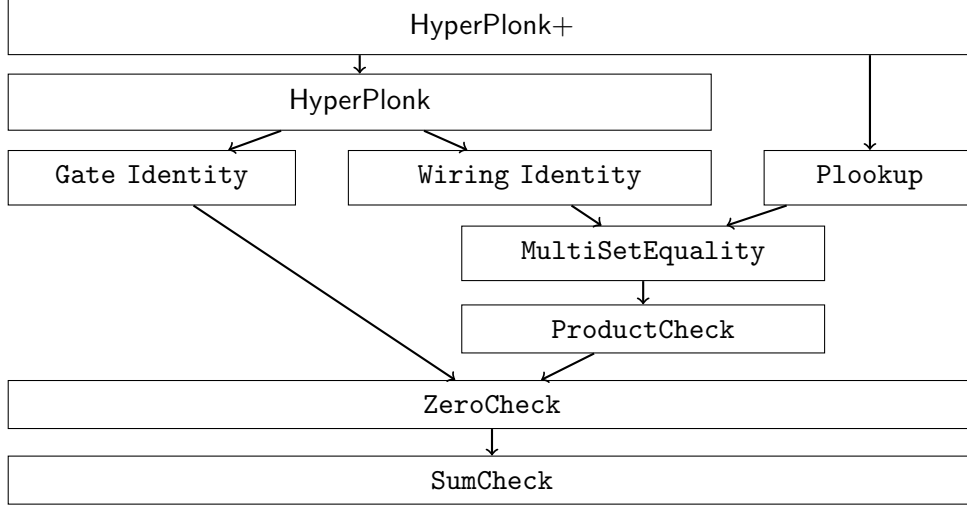 HyperPlonk+
HyperPlonk
Gate Identity
Wiring Identity
Plookup
MultiSetEquality
ProductCheck
ZeroCheck
SumCheck